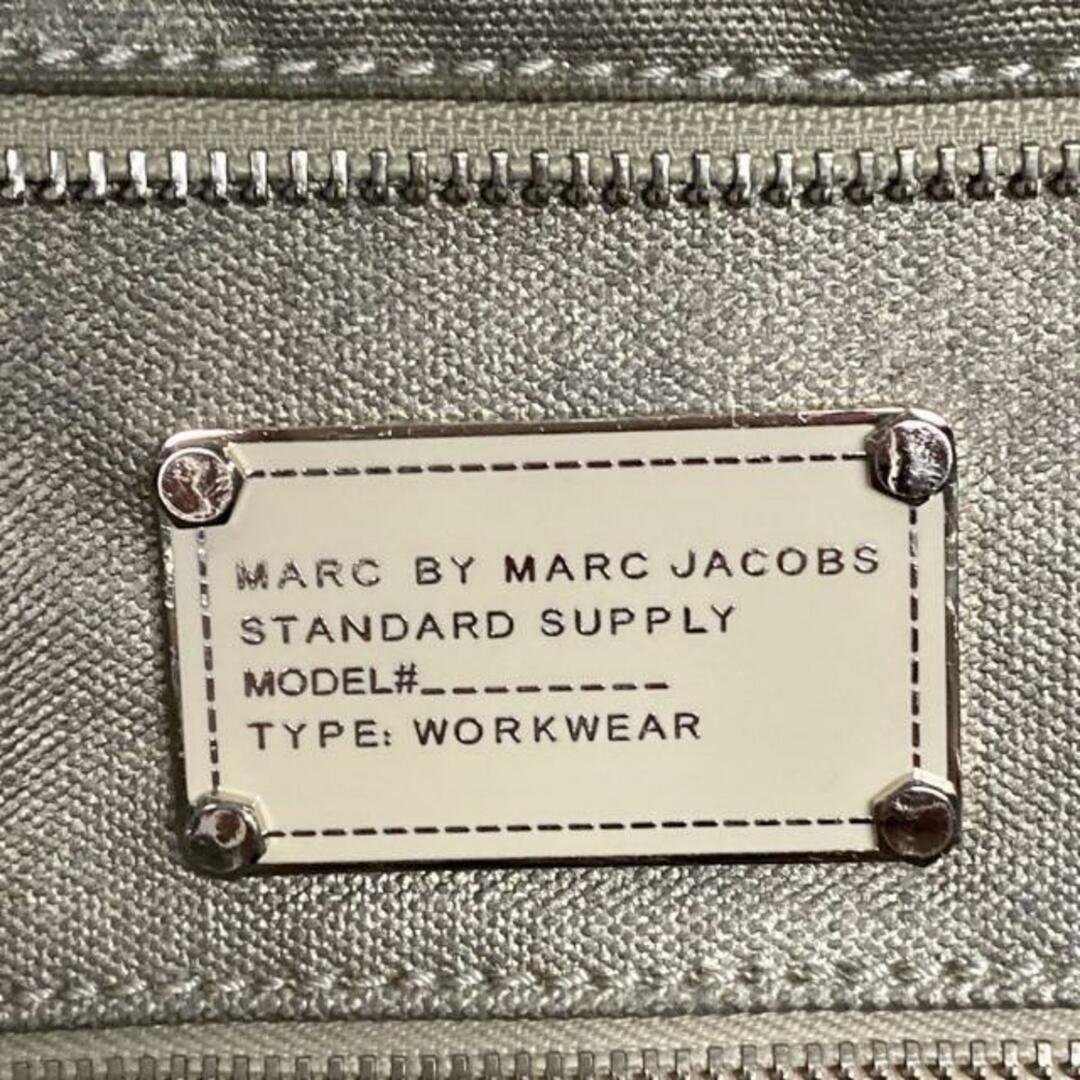 MARC BY MARC JACOBS
STANDARD SUPPLY
MODEL#_________
TYPE: WORKWEAR